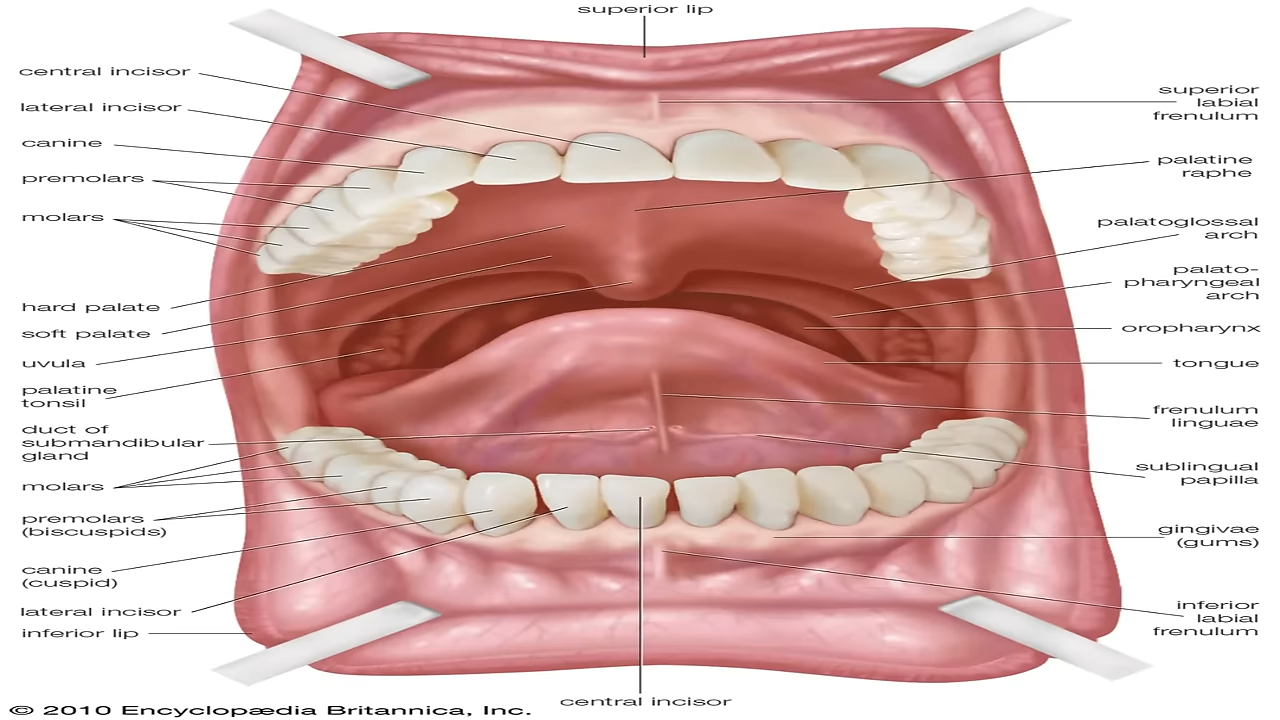 superior lip
central incisor
lateral incisor
canine
premolars
molars
hard palate
soft palate
uvula
palatine
tonsil
duct of
submandibular
gland
molars
premolars
(biscuspids)
canine
(cuspid)
lateral incisor
inferior lip
superior
labial
frenulum
palatine
raphe
palatoglossal
arch
palato-
pharyngeal
arch
oropharynx
tongue
frenulum
linguae
sublingual
papilla
gingivae
(gums)
inferior
labial
frenulum
central incisor
© 2010 Encyclopædia Britannica, Inc.